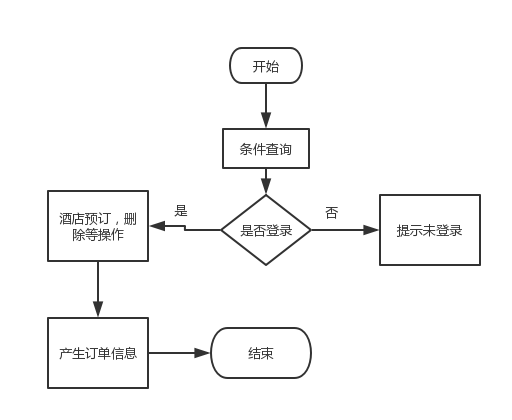 开始
条件查询
是
否
酒店预订，删
除等操作
是否登录
提示未登录
产生订单信息
结束